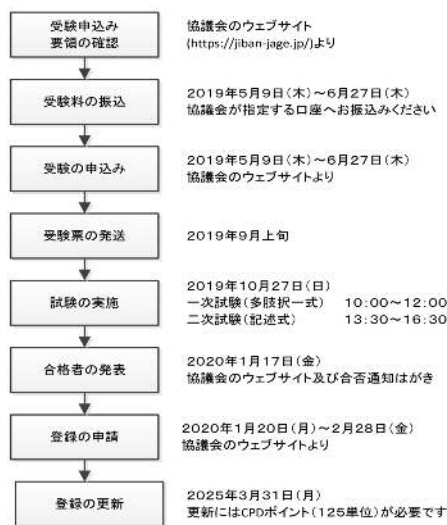 受験申込み
要領の確認
協議会のウェブサイト
(https://jiban-jage.jp/)より
受験料の振込
2019年5月9日(木)～6月27日(木)
協議会が指定する口座へお振込みください
受験の申込み
2019年5月9日(木)～6月27日(木)
協議会のウェブサイトより
受験票の発送
2019年9月上旬
試験の実施
2019年10月27日(日)
一次試験(多肢択一式) 10:00～12:00
二次試験(記述式) 13:30～16:30
合格者の発表
2020年1月17日(金)
協議会のウェブサイト及び合否通知はがき
登録の申請
2020年1月20日(月)～2月28日(金)
協議会のウェブサイトより
登録の更新
2025年3月31日(月)
更新にはCPDポイント(125単位)が必要です